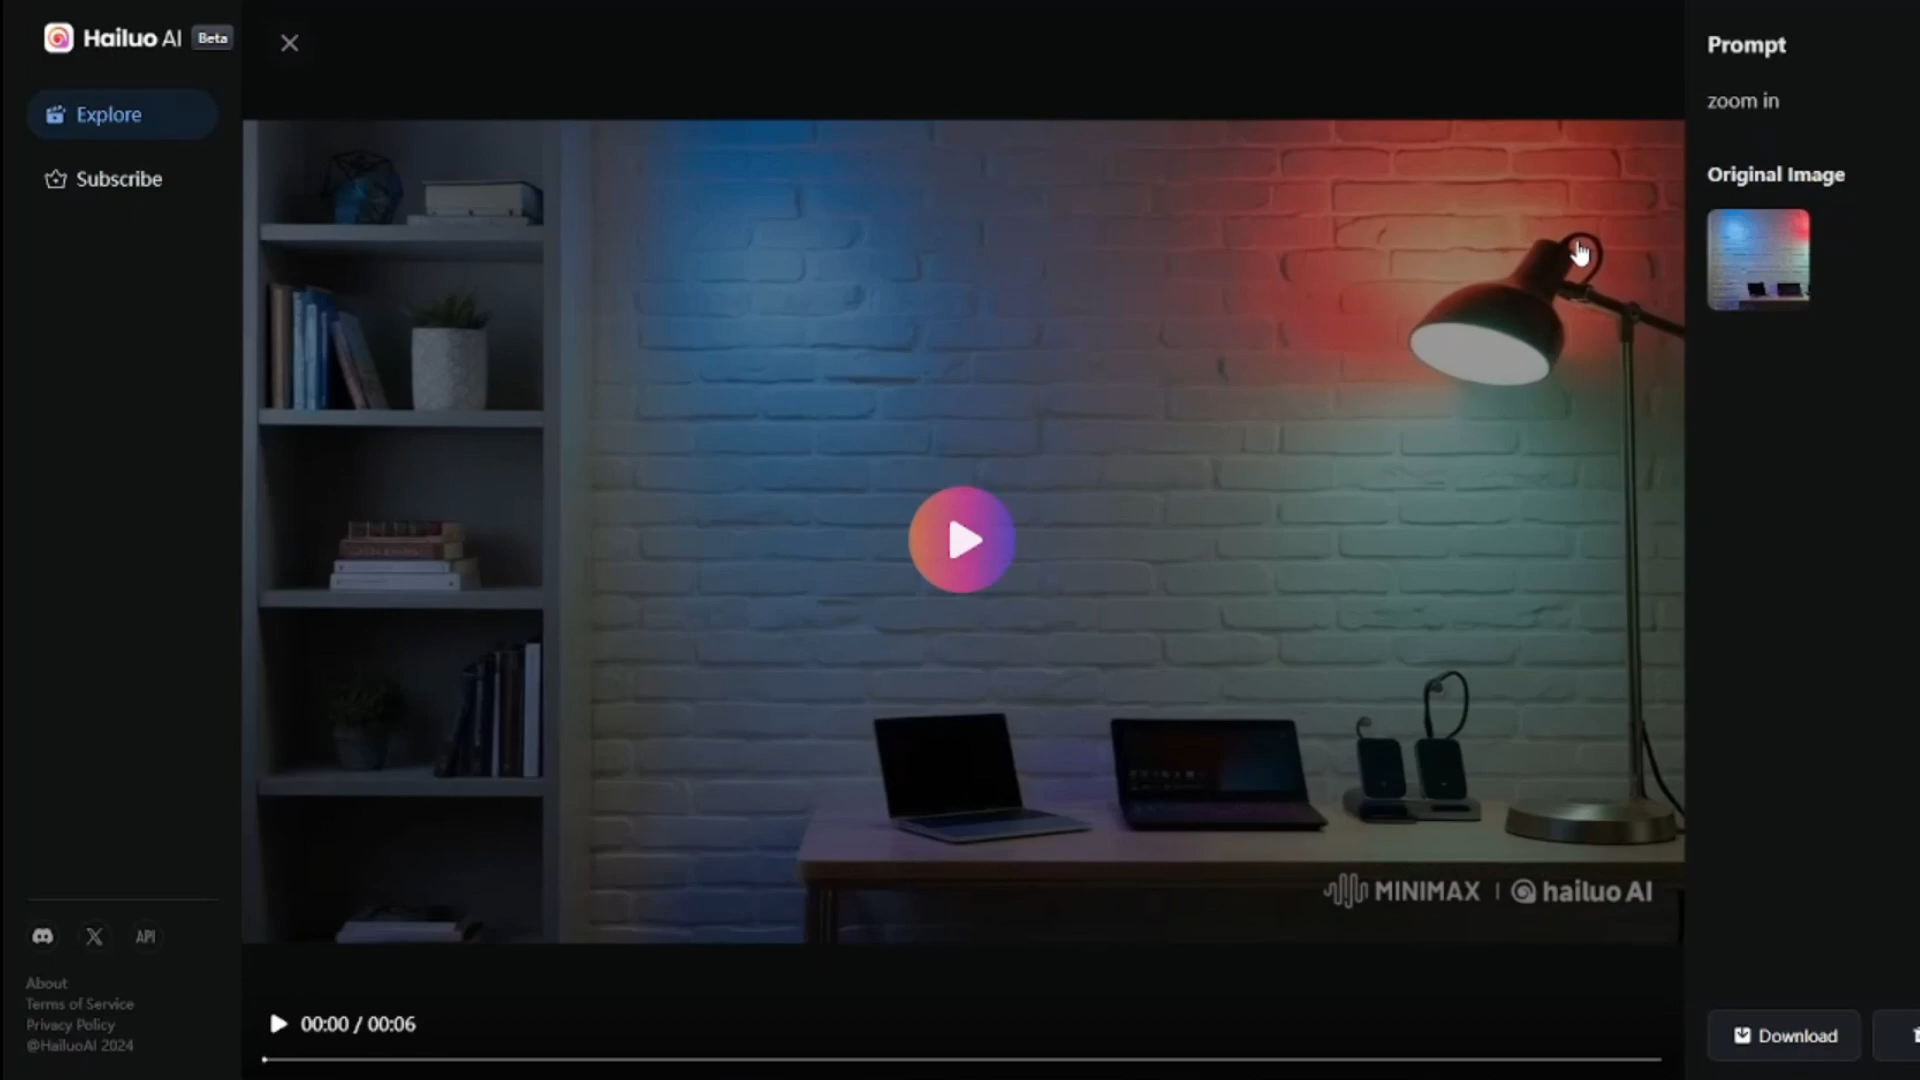 Hailuo AI Beta
Explore
Subscribe
Prompt
zoom in
Original Image
MINIMAX | hailuo AI
API
About
Terms of Service
Privacy Policy
@HailuoAI 2024
00:00 / 00:06
Download